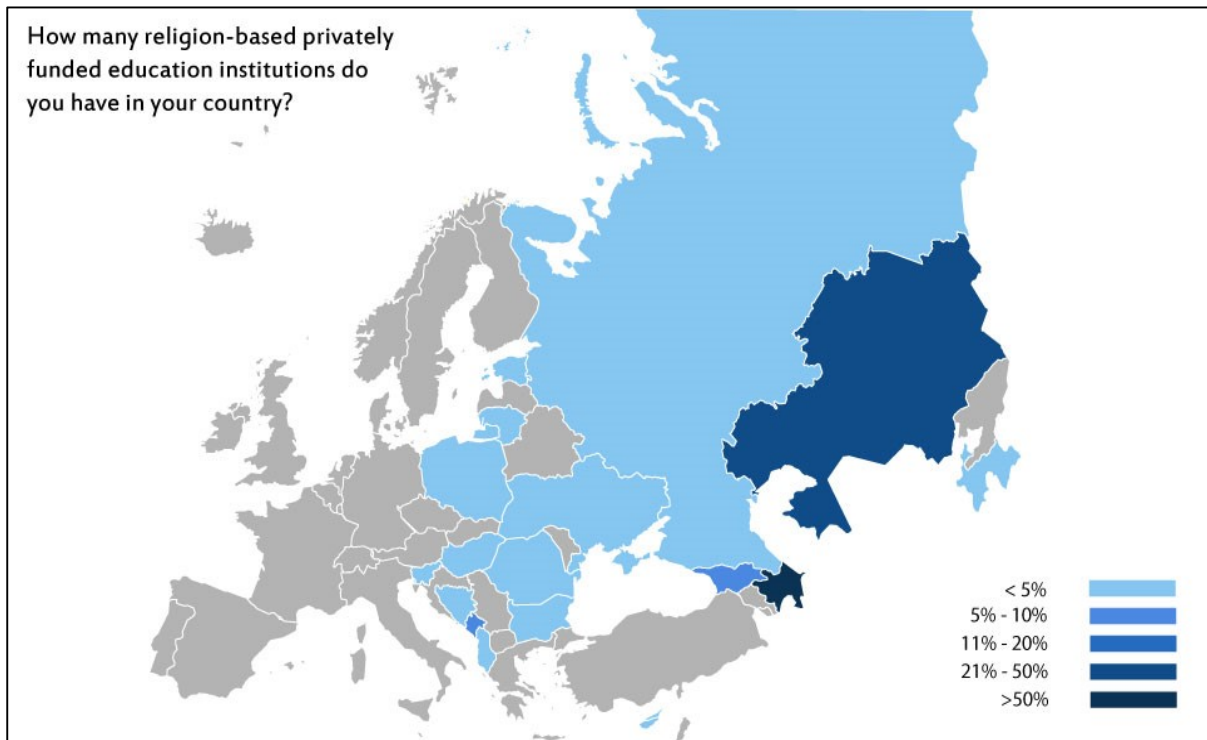 How many religion-based privately
funded education institutions do
you have in your country?
< 5%
5% - 10%
11% - 20%
21% - 50%
>50%